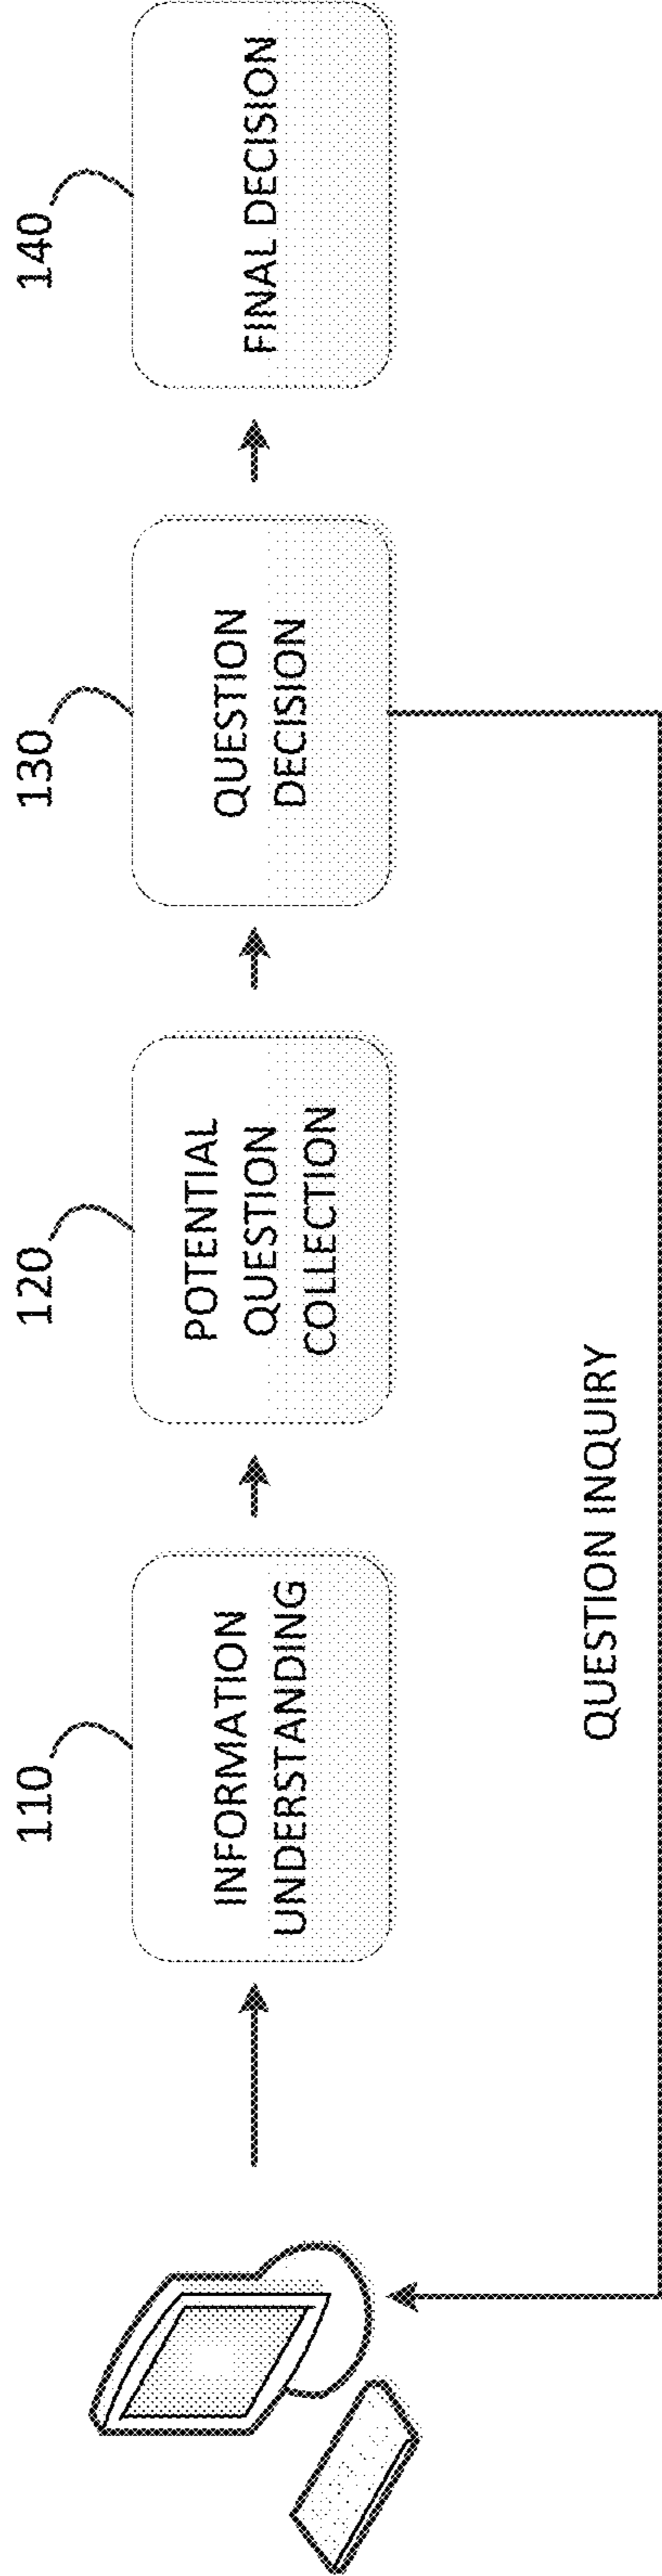 110
INFORMATION
UNDERSTANDING
120
POTENTIAL
QUESTION
COLLECTION
130
QUESTION
DECISION
140
FINAL DECISION
QUESTION INQUIRY